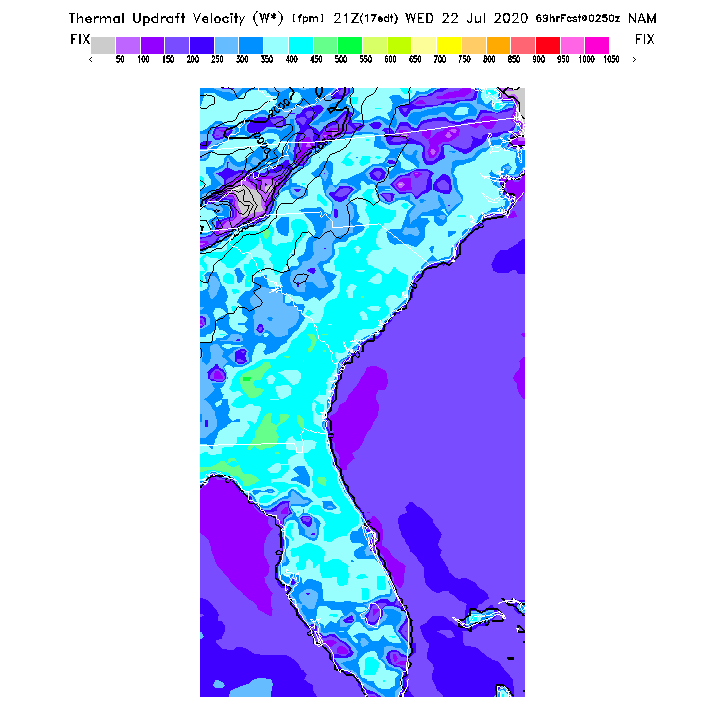 Thermal Updraft Velocity (W*) [fpm] 21Z(17edt) WED 22 Jul 2020 69hrFcst@0250z NAM
FIX FIX
< 50 100 150 200 250 300 350 400 450 500 550 600 650 700 750 800 850 900 950 1000 1050 >
2000